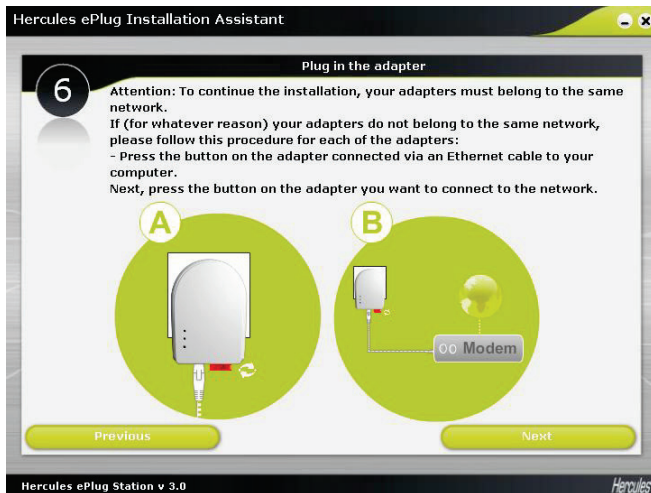 Hercules ePlug Installation Assistant
Plug in the adapter
6
Attention: To continue the installation, your adapters must belong to the same
network.
If (for whatever reason) your adapters do not belong to the same network,
please follow this procedure for each of the adapters:
- Press the button on the adapter connected via an Ethernet cable to your
computer.
Next, press the button on the adapter you want to connect to the network.
A
B
Modem
Previous
Next
Hercules ePlug Station v 3.0
Hercules